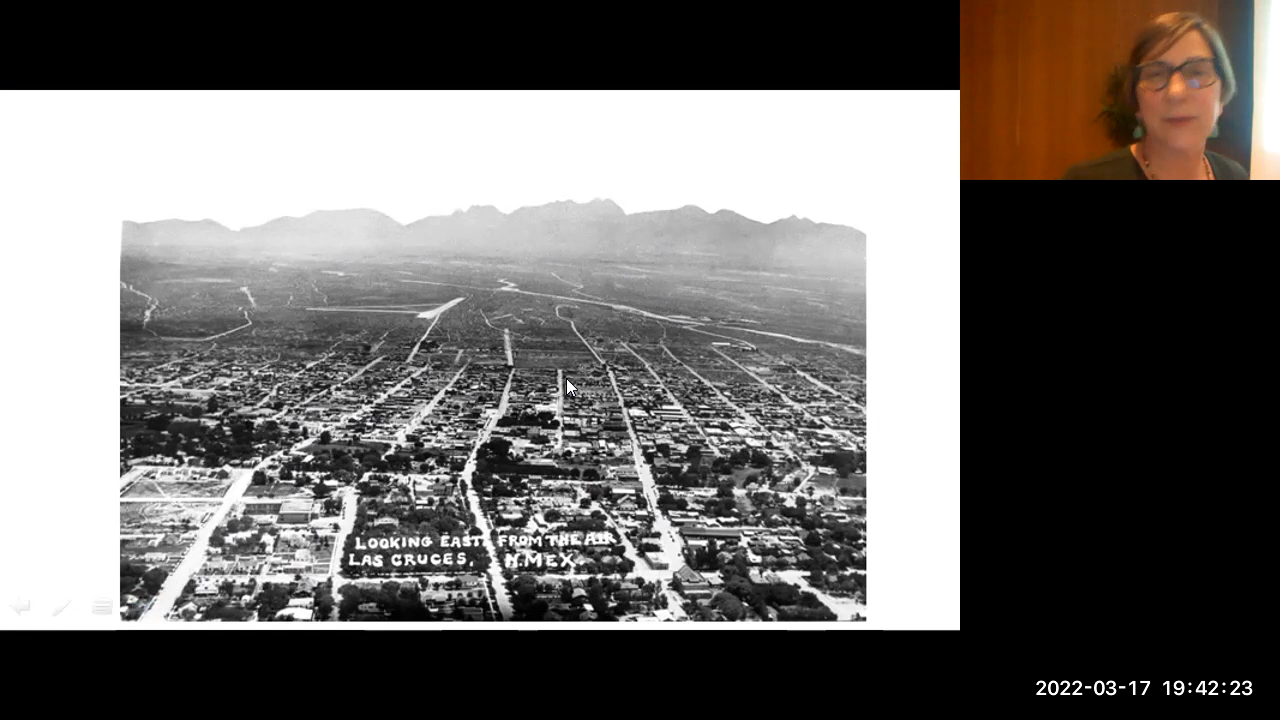 LOOKING EAST FROM THE AIR
LAS CRUCES, N.MEX.
2022-03-17 19:42:23